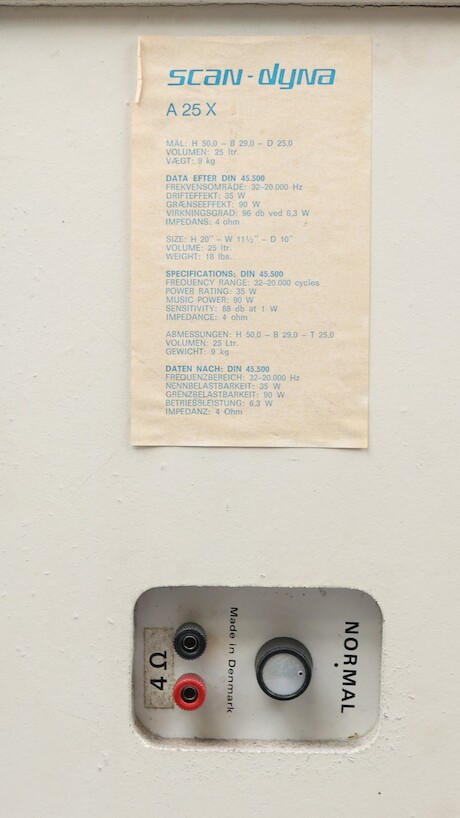 scan-dyna
A 25 X
MÅL: H 50,0 – B 29,0 – D 25,0
VOLUMEN: 25 ltr.
VÆGT: 9 kg
DATA EFTER DIN 45.500
FREKVENSOMRÅDE: 32-20.000 Hz
DRIFTEFFEKT: 35 W
GRÆNSEEFFEKT: 90 W
VIRKNINGSGRAD: 96 db ved 6,3 W
IMPEDANS: 4 ohm
SIZE: H 20" – W 11½" – D 10"
VOLUME: 25 ltr.
WEIGHT: 18 lbs.
SPECIFICATIONS: DIN 45.500
FREQUENCY RANGE: 32-20.000 cycles
POWER RATING: 35 W
MUSIC POWER: 90 W
SENSITIVITY: 88 db at 1 W
IMPEDANCE: 4 ohm
ABMESSUNGEN: H 50,0 – B 29,0 – T 25,0
VOLUMEN: 25 Ltr.
GEWICHT: 9 kg
DATEN NACH: DIN 45.500
FREQUENZBEREICH: 32-20.000 Hz
NENNBELASTBARKEIT: 35 W
GRENZBELASTBARKEIT: 90 W
BETRIEBSLEISTUNG: 6,3 W
IMPEDANZ: 4 Ohm
NORMAL
Made in Denmark
4 Ω